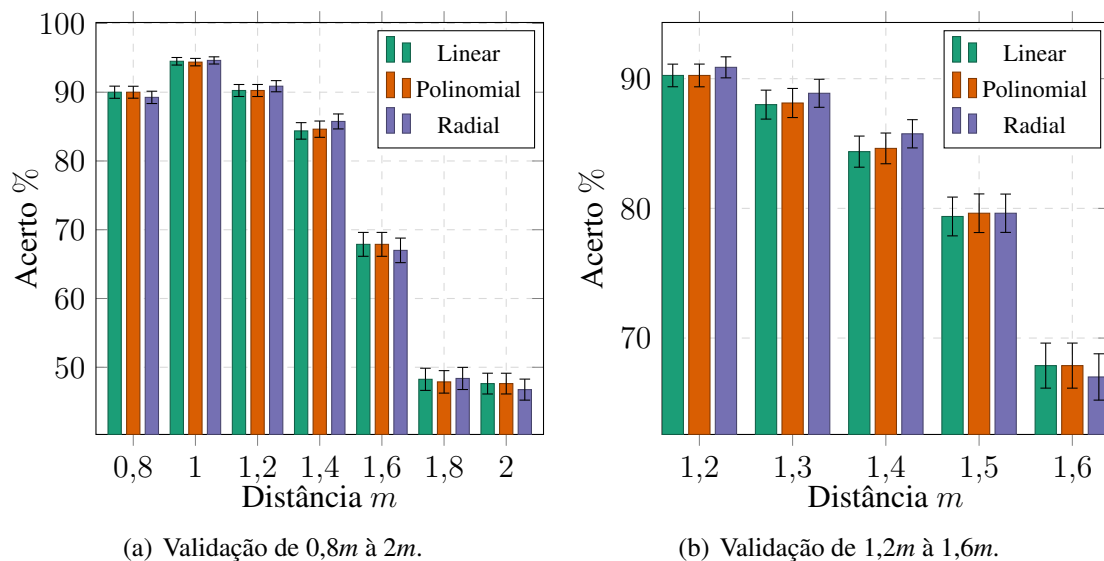 100
90
80
70
60
50
Acerto %
Linear
Polinomial
Radial
0,8 1 1,2 1,4 1,6 1,8 2
Distância m
(a) Validação de 0,8m à 2m.
90
80
70
Acerto %
Linear
Polinomial
Radial
1,2 1,3 1,4 1,5 1,6
Distância m
(b) Validação de 1,2m à 1,6m.